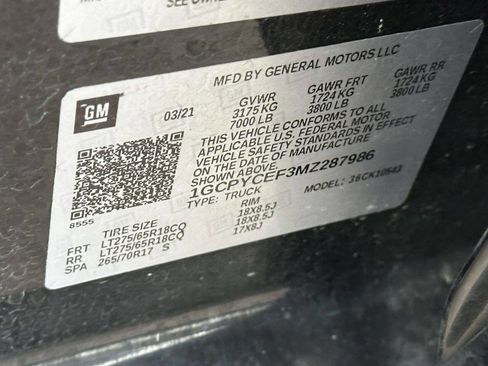 SEE OWNE
MFD BY GENERAL MOTORS LLC
GM
03/21
GVWR GAWR FRT GAWR RR
3175 KG 1724 KG 1724 KG
7000 LB 3800 LB 3800 LB
THIS VEHICLE CONFORMS TO ALL
APPLICABLE U.S. FEDERAL MOTOR
VEHICLE SAFETY STANDARDS IN EFFECT
ON THE DATE OF MANUFACTURE
1GCPYCEF3MZ287986
TYPE: TRUCK MODEL: CK10543
8555
TIRE SIZE RIM
FRT LT275/65R18CQ 18X8.5J
RR LT275/65R18CQ 18X8.5J
SPA 265/70R17 S 17X8J